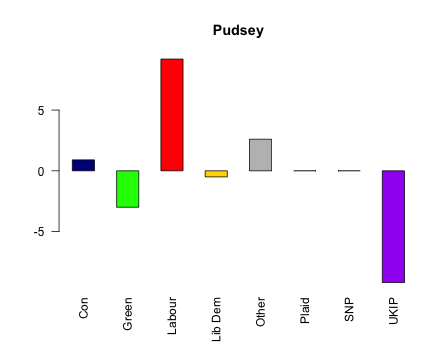 Pudsey
5
0
-5
Con
Green
Labour
Lib Dem
Other
Plaid
SNP
UKIP